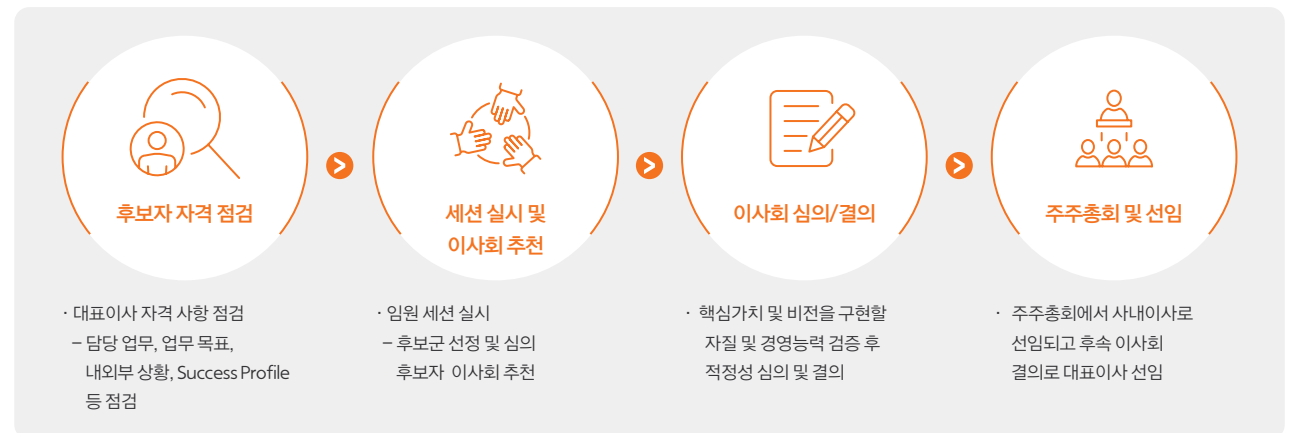 후보자 자격 점검
· 대표이사 자격 사항 점검
– 담당 업무, 업무 목표,
내외부 상황, Success Profile
등 점검
세션 실시 및
이사회 추천
· 임원 세션 실시
– 후보군 선정 및 심의
후보자 이사회 추천
이사회 심의/결의
· 핵심가치 및 비전을 구현할
자질 및 경영능력 검증 후
적정성 심의 및 결의
주주총회 및 선임
· 주주총회에서 사내이사로
선임되고 후속 이사회
결의로 대표이사 선임